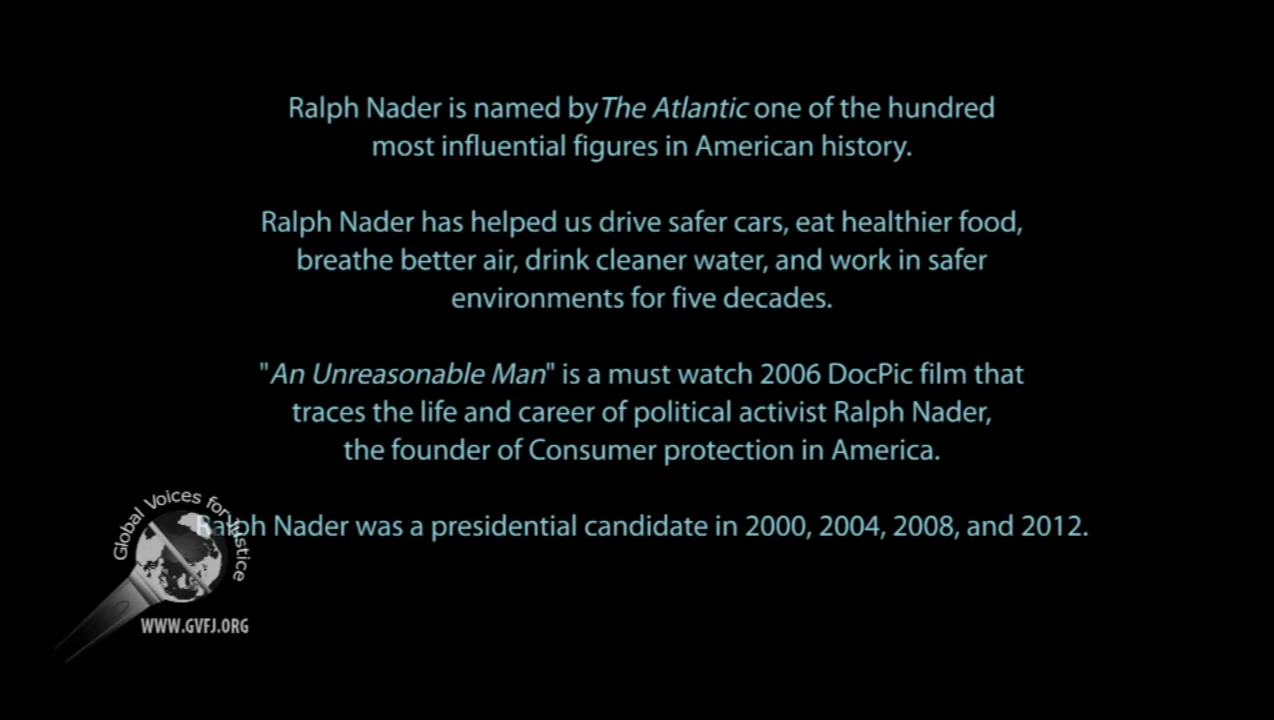 Ralph Nader is named by The Atlantic one of the hundred
most influential figures in American history.
Ralph Nader has helped us drive safer cars, eat healthier food,
breathe better air, drink cleaner water, and work in safer
environments for five decades.
"An Unreasonable Man" is a must watch 2006 DocPic film that
traces the life and career of political activist Ralph Nader,
the founder of Consumer protection in America.
Ralph Nader was a presidential candidate in 2000, 2004, 2008, and 2012.
Global Voices for Justice
WWW.GVFJ.ORG